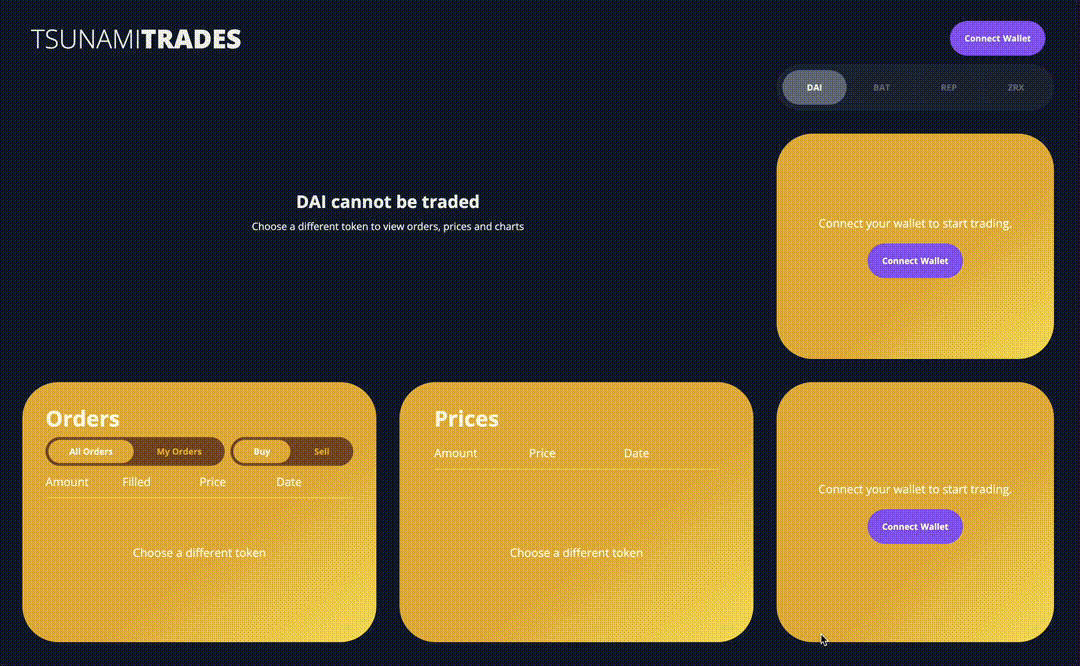 TSUNAMITRADES
Connect Wallet
DAI BAT REP ZRX
DAI cannot be traded
Choose a different token to view orders, prices and charts
Connect your wallet to start trading.
Connect Wallet
Orders
All Orders My Orders Buy Sell
Amount Filled Price Date
Choose a different token
Prices
Amount Price Date
Choose a different token
Connect your wallet to start trading.
Connect Wallet